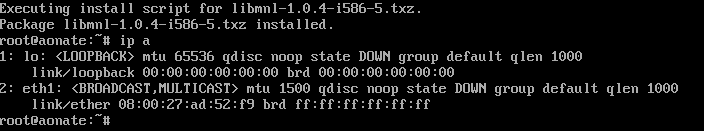 Executing install script for libmnl-1.0.4-i586-5.txz.
Package libmnl-1.0.4-i586-5.txz installed.
root@aonate:~# ip a
1: lo: <LOOPBACK> mtu 65536 qdisc noop state DOWN group default qlen 1000
    link/loopback 00:00:00:00:00:00 brd 00:00:00:00:00:00
2: eth1: <BROADCAST,MULTICAST> mtu 1500 qdisc noop state DOWN group default qlen 1000
    link/ether 08:00:27:ad:52:f9 brd ff:ff:ff:ff:ff:ff
root@aonate:~#